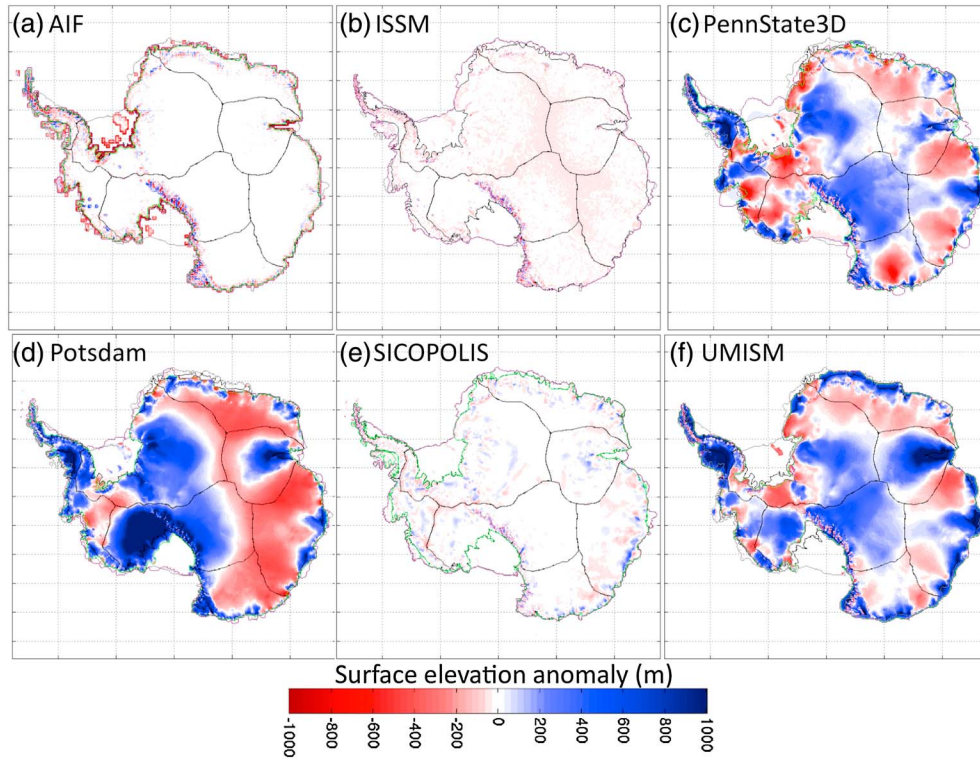 (a) AIF
(b) ISSM
(c) PennState3D
(d) Potsdam
(e) SICOPOLIS
(f) UMISM
Surface elevation anomaly (m)
-1000
-800
-600
-400
-200
0
200
400
600
800
1000